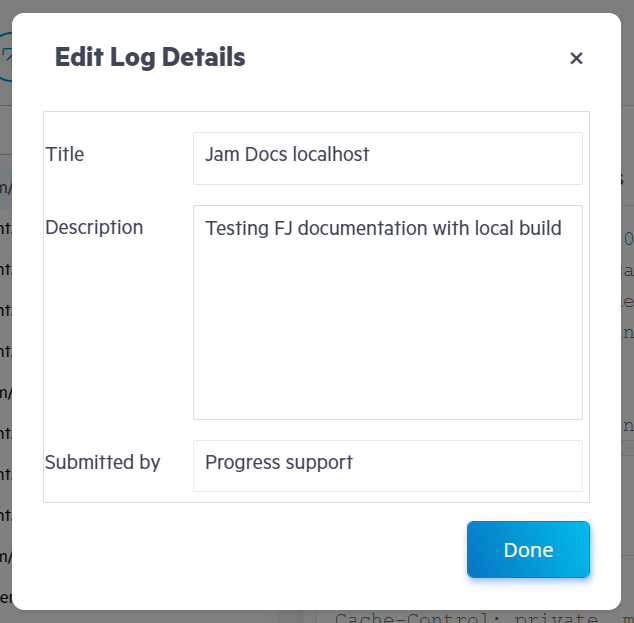 Edit Log Details
×
Title
Jam Docs localhost
Description
Testing FJ documentation with local build
Submitted by
Progress support
Done
Cache-Control: private, m